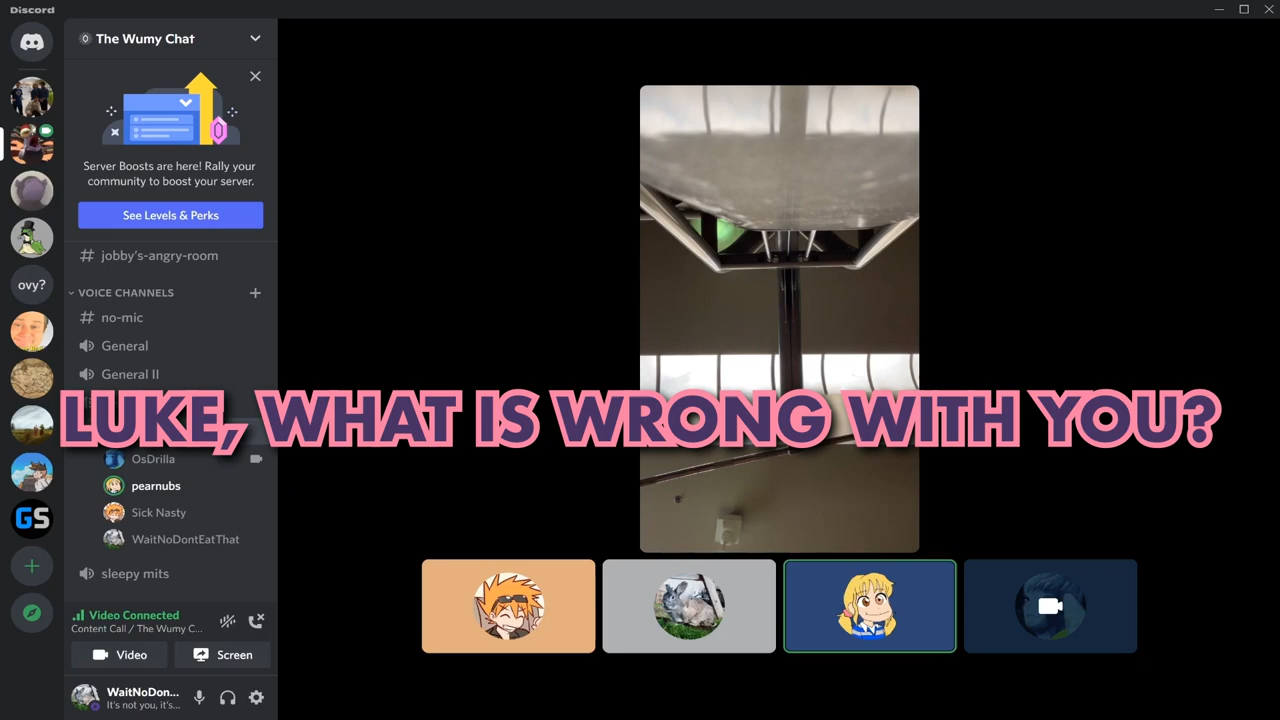 Discord
The Wumy Chat
Server Boosts are here! Rally your
community to boost your server.
See Levels & Perks
jobby's-angry-room
VOICE CHANNELS
no-mic
General
General II
ovy?
LUKE, WHAT IS WRONG WITH YOU?
OsDrilla
pearnubs
Sick Nasty
WaitNoDontEatThat
GS
sleepy mits
Video Connected
Content Call / The Wumy C...
Video
Screen
WaitNoDon...
It's not you, it's...